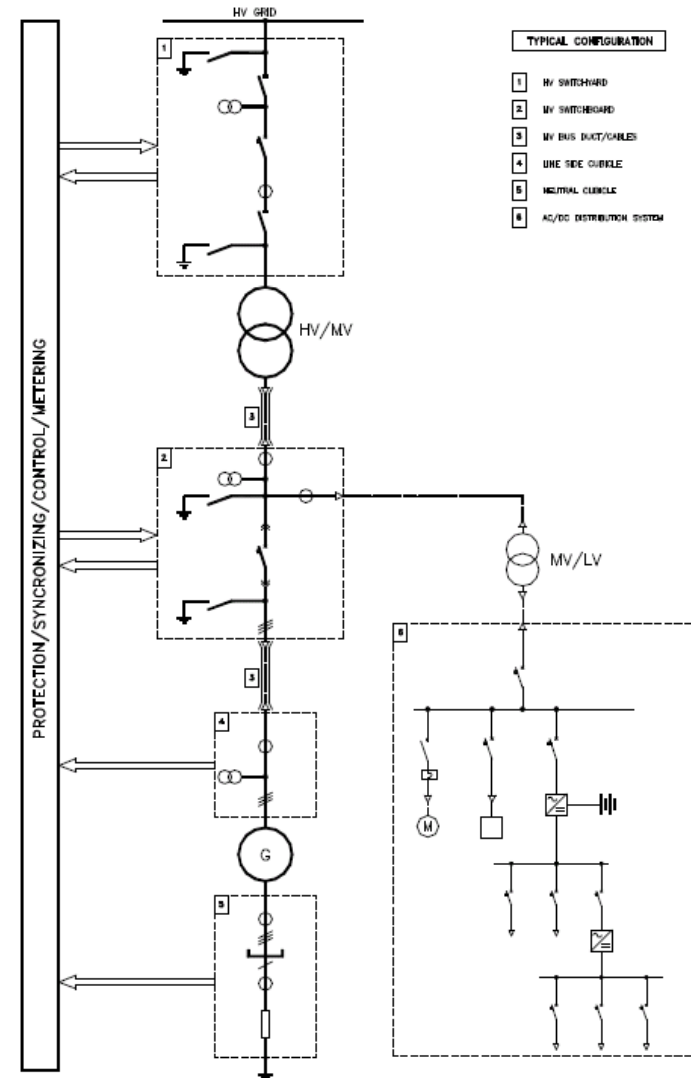 HV GRID
TYPICAL CONFIGURATION
1 HV SWITCHYARD
2 MV SWITCHBOARD
3 MV BUS DUCT/CABLES
4 LINE SIDE CUBICLE
5 NEUTRAL CUBICLE
6 AC/DC DISTRIBUTION SYSTEM
PROTECTION/SYNCRONIZING/CONTROL/METERING
1
HV/MV
3
2
MV/LV
3
6
4
M
G
5